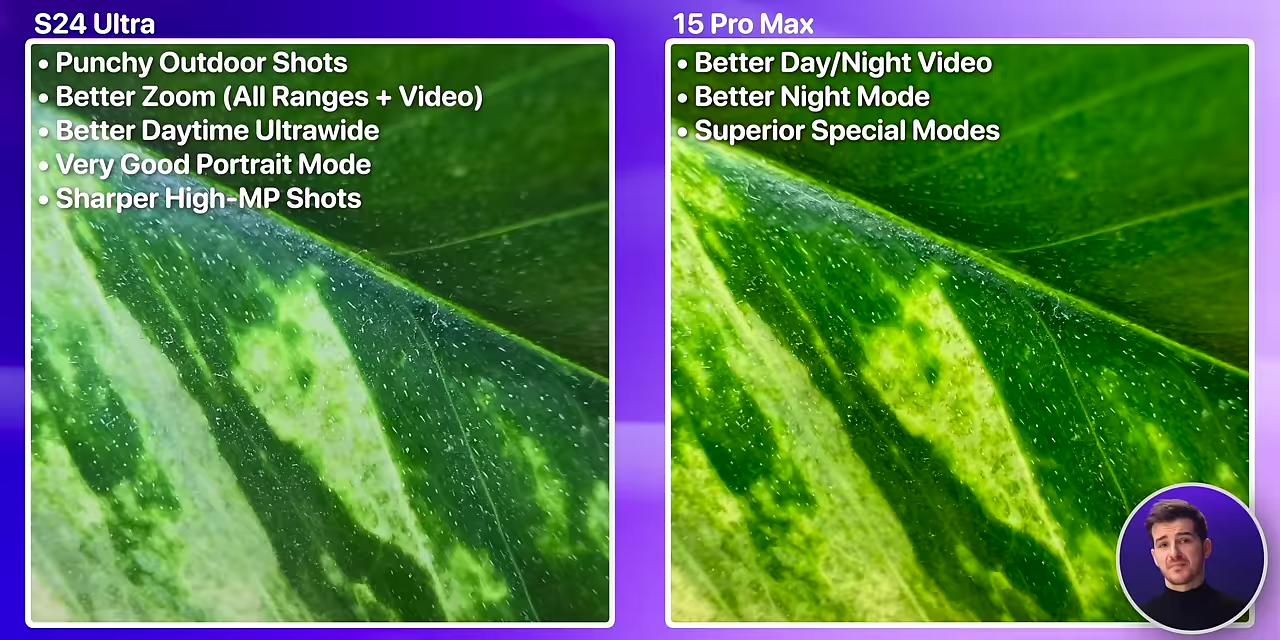 S24 Ultra
• Punchy Outdoor Shots
• Better Zoom (All Ranges + Video)
• Better Daytime Ultrawide
• Very Good Portrait Mode
• Sharper High-MP Shots
15 Pro Max
• Better Day/Night Video
• Better Night Mode
• Superior Special Modes